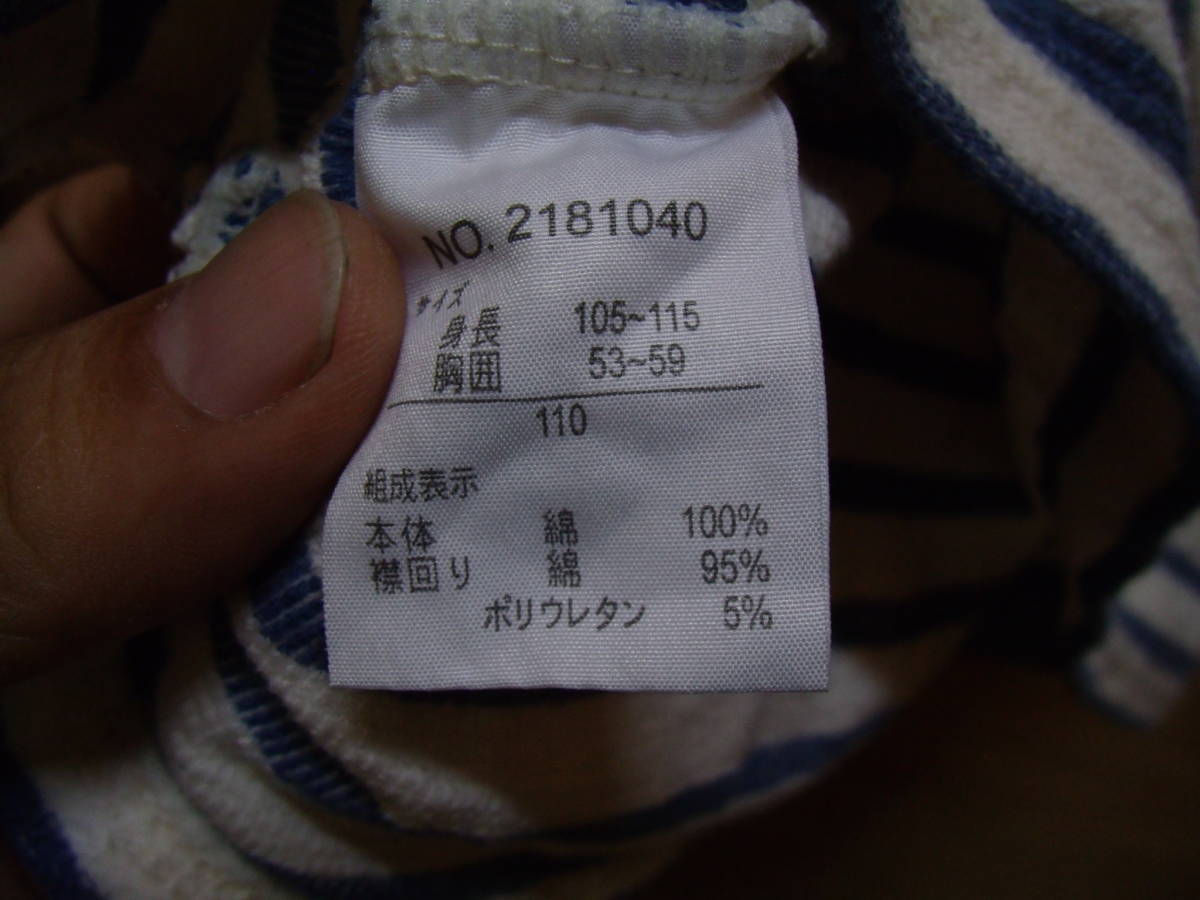 NO. 2181040
サイズ
身長 105~115
胸囲 53~59
110
組成表示
本体 綿 100%
襟回り 綿 95%
ポリウレタン 5%